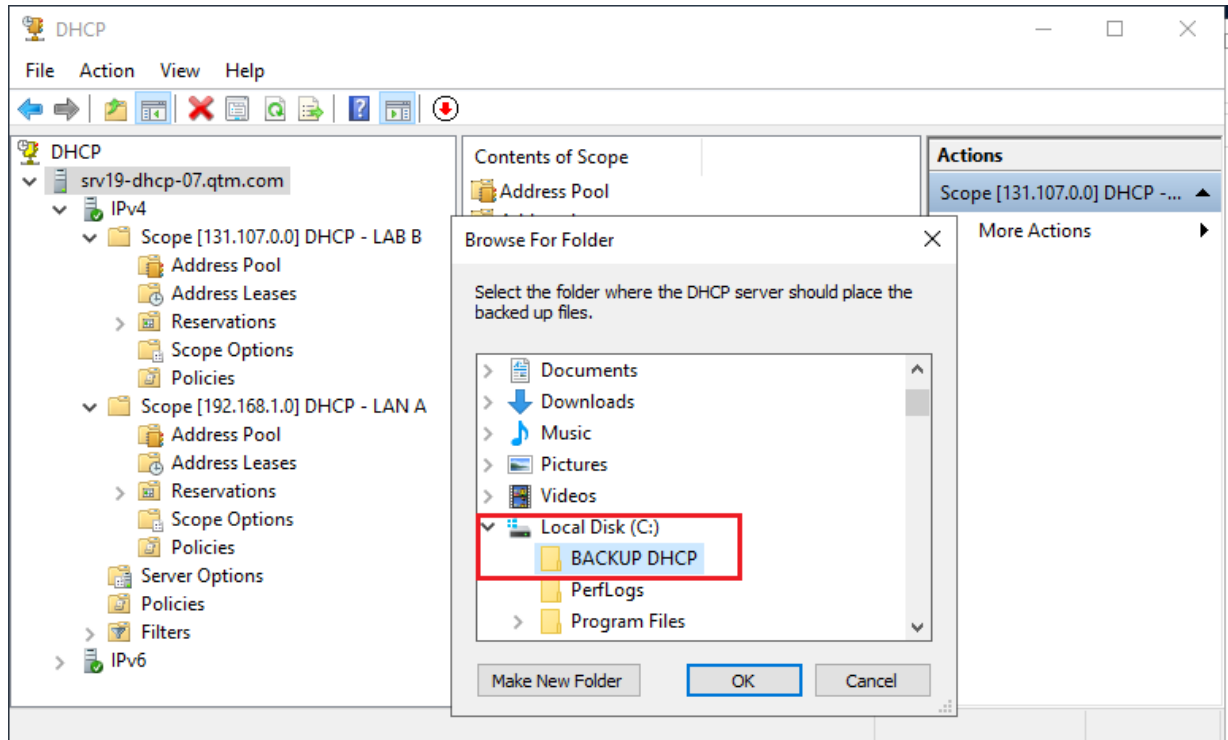 DHCP
File Action View Help
DHCP
srv19-dhcp-07.qtm.com
IPv4
Scope [131.107.0.0] DHCP - LAB B
Address Pool
Address Leases
Reservations
Scope Options
Policies
Scope [192.168.1.0] DHCP - LAN A
Address Pool
Address Leases
Reservations
Scope Options
Policies
Server Options
Policies
Filters
IPv6
Contents of Scope
Address Pool
Browse For Folder
Select the folder where the DHCP server should place the
backed up files.
Documents
Downloads
Music
Pictures
Videos
Local Disk (C:)
BACKUP DHCP
PerfLogs
Program Files
Make New Folder OK Cancel
Actions
Scope [131.107.0.0] DHCP -...
More Actions